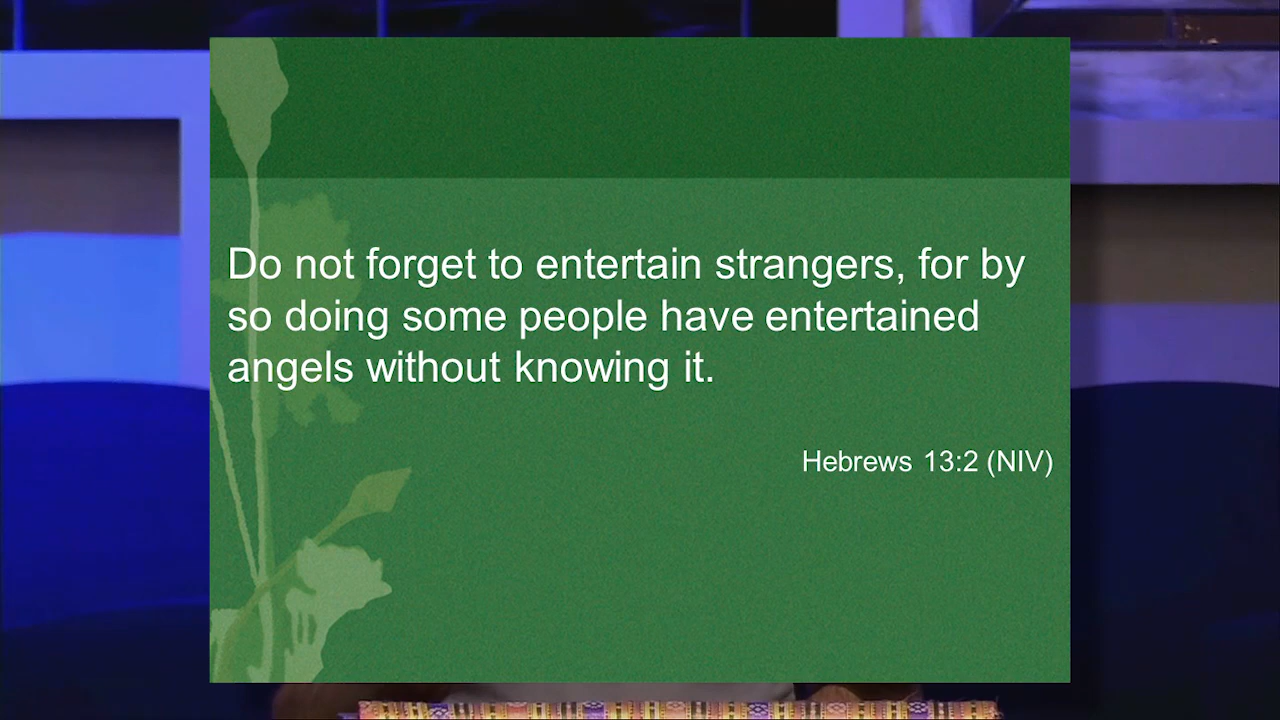 Do not forget to entertain strangers, for by
so doing some people have entertained
angels without knowing it.
Hebrews 13:2 (NIV)